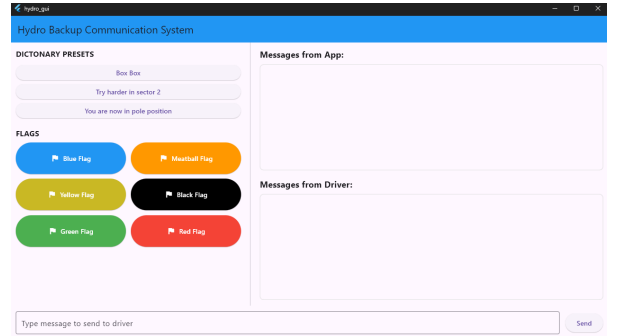 hydro_gui
Hydro Backup Communication System
DICTONARY PRESETS
Box Box
Try harder in sector 2
You are now in pole position
FLAGS
Blue Flag
Meatball Flag
Yellow Flag
Black Flag
Green Flag
Red Flag
Messages from App:
Messages from Driver:
Type message to send to driver
Send